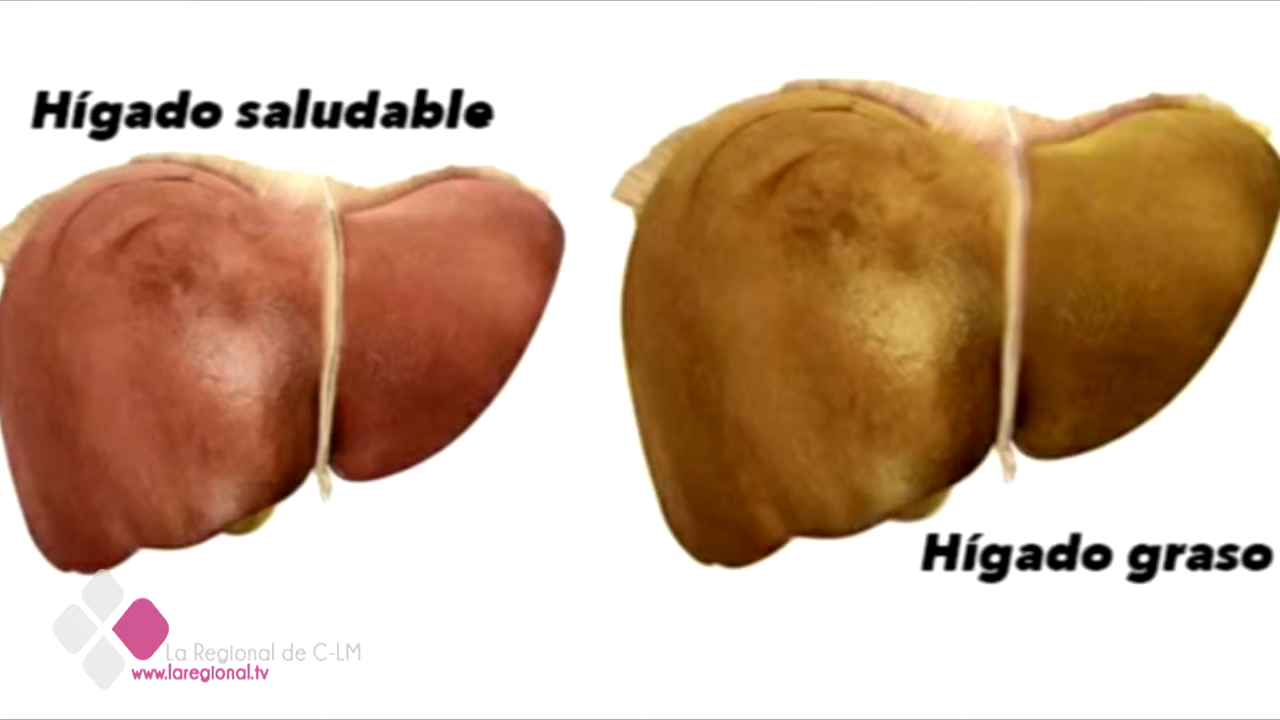 Hígado saludable
Hígado graso
La Regional de C-LM
www.laregional.tv